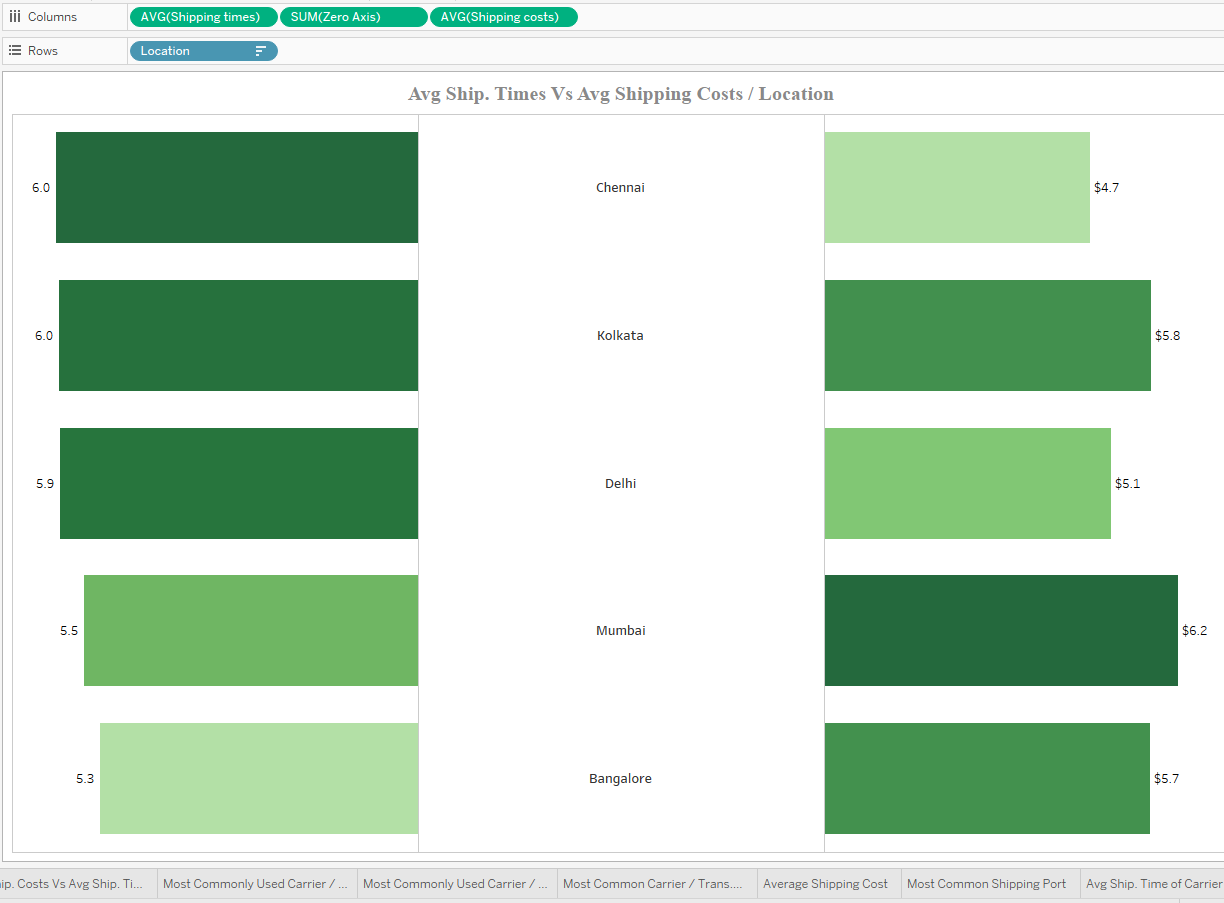 Columns AVG(Shipping times) SUM(Zero Axis) AVG(Shipping costs)
Rows Location
Avg Ship. Times Vs Avg Shipping Costs / Location
6.0 Chennai $4.7
6.0 Kolkata $5.8
5.9 Delhi $5.1
5.5 Mumbai $6.2
5.3 Bangalore $5.7
ip. Costs Vs Avg Ship. Ti... Most Commonly Used Carrier / ... Most Commonly Used Carrier / ... Most Common Carrier / Trans.... Average Shipping Cost Most Common Shipping Port Avg Ship. Time of Carrier